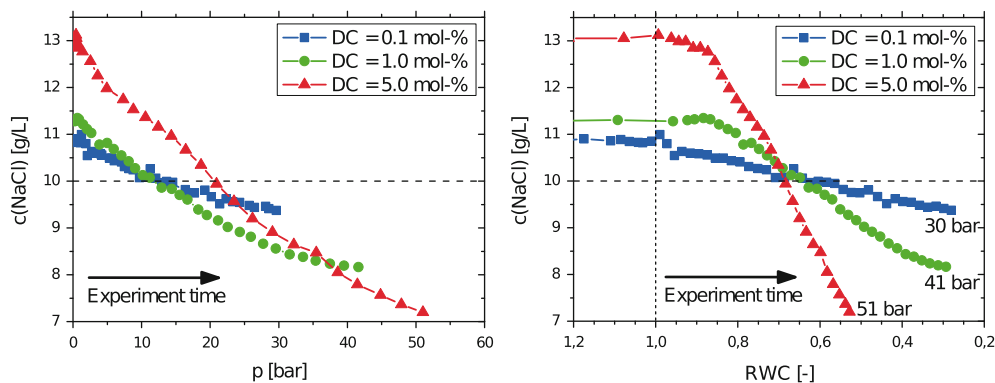 DC = 0.1 mol-%
DC = 1.0 mol-%
DC = 5.0 mol-%
c(NaCl) [g/L]
13
12
11
10
9
8
7
Experiment time
0
10
20
30
40
50
60
p [bar]
DC = 0.1 mol-%
DC = 1.0 mol-%
DC = 5.0 mol-%
c(NaCl) [g/L]
13
12
11
10
9
8
7
30 bar
41 bar
51 bar
Experiment time
1,2
1,0
0,8
0,6
0,4
0,2
RWC [-]